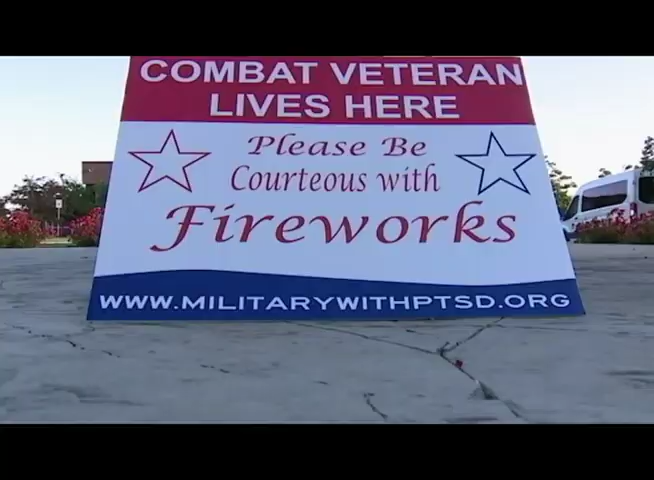 COMBAT VETERAN
LIVES HERE
Please Be
Courteous with
Fireworks
WWW.MILITARYWITHPTSD.ORG